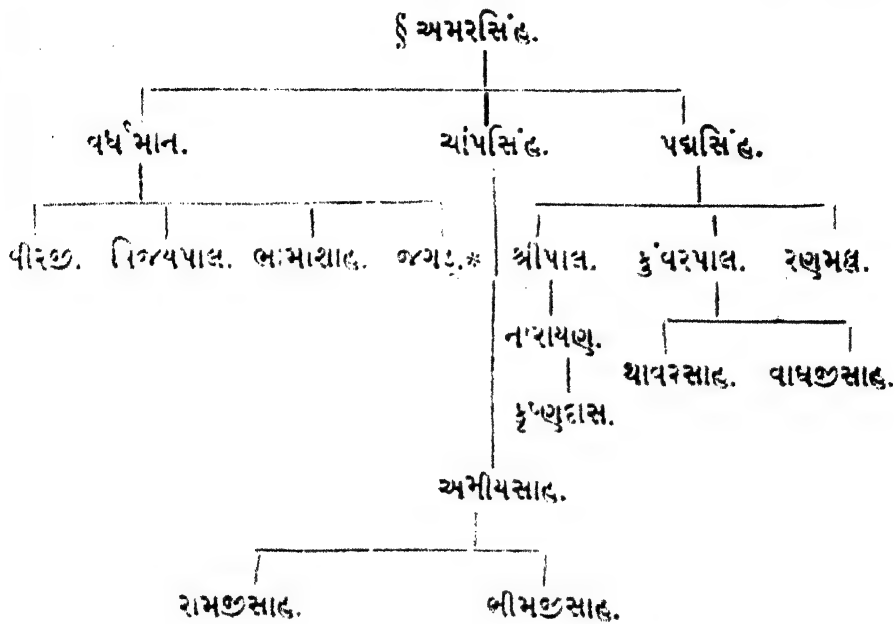 § અમરસિંહ.
વર્ધમાન. ચાંપસિંહ. પદ્મસિંહ.
વીરજી. વિજયપાલ. ભામાશાહ. જગડૂ.* શ્રીપાલ. કુંવરપાલ. રણમલ્લ.
નારાયણ.
થાવરસાહ. વાઘજીસાહ.
કૃષ્ણદાસ.
અમીયસાહ.
રામજીસાહ. ભીમજીસાહ.